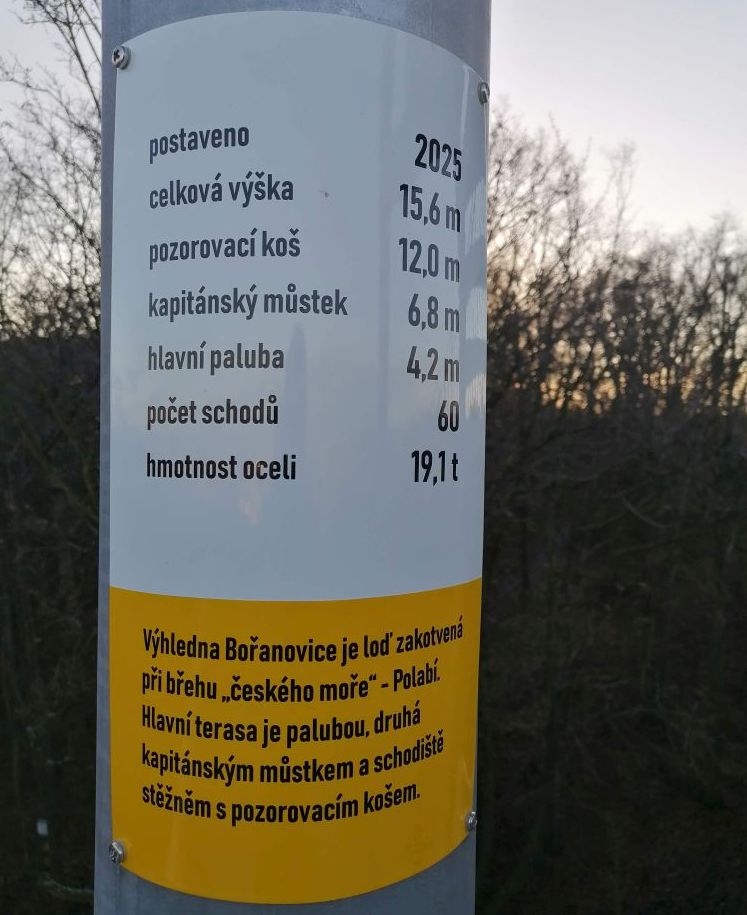 postaveno 2025
celková výška 15,6 m
pozorovací koš 12,0 m
kapitánský můstek 6,8 m
hlavní paluba 4,2 m
počet schodů 60
hmotnost oceli 19,1 t
Výhledna Bořanovice je loď zakotvená
při břehu „českého moře“ - Polabí.
Hlavní terasa je palubou, druhá
kapitánským můstkem a schodiště
stěžněm s pozorovacím košem.